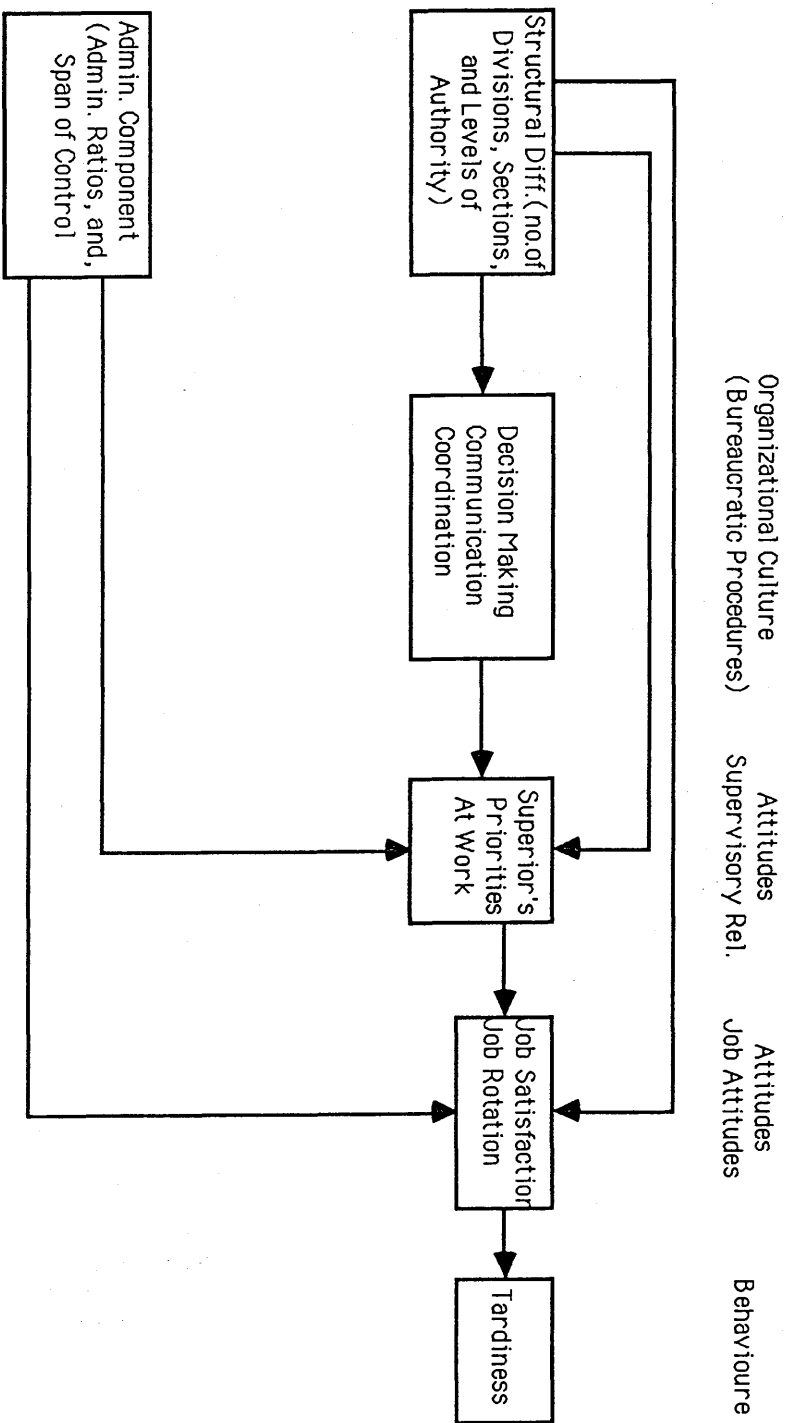 Organizational Culture
(Bureaucratic Procedures)
Attitudes
Supervisory Rel.
Attitudes
Job Attitudes
Behavioure
Structural Diff.(no.of
Divisions, Sections,
and Levels of
Authority)
Decision Making
Communication
Coordination
Superior's
Priorities
At Work
Job Satisfaction
Job Rotation
Tardiness
Admin. Component
(Admin. Ratios, and,
Span of Control